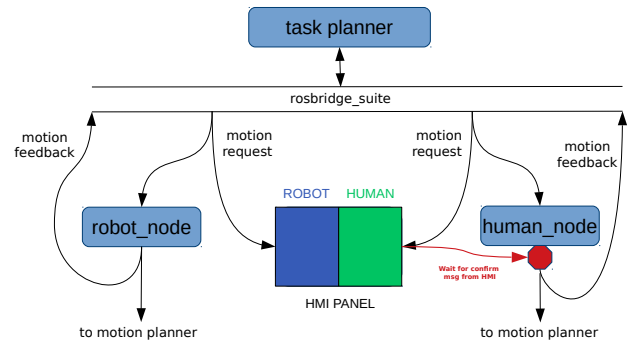 task planner
rosbridge_suite
motion
feedback
motion
request
motion
request
motion
feedback
ROBOT HUMAN
robot_node
human_node
Wait for confirm
msg from HMI
HMI PANEL
to motion planner
to motion planner